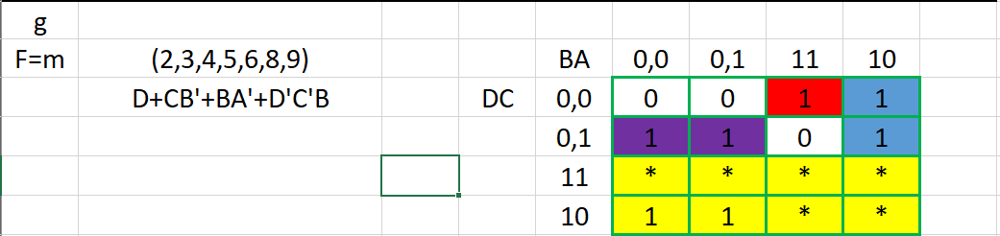 g
F=m (2,3,4,5,6,8,9) BA 0,0 0,1 11 10
D+CB'+BA'+D'C'B DC 0,0 0 0 1 1
0,1 1 1 0 1
11 * * * *
10 1 1 * *